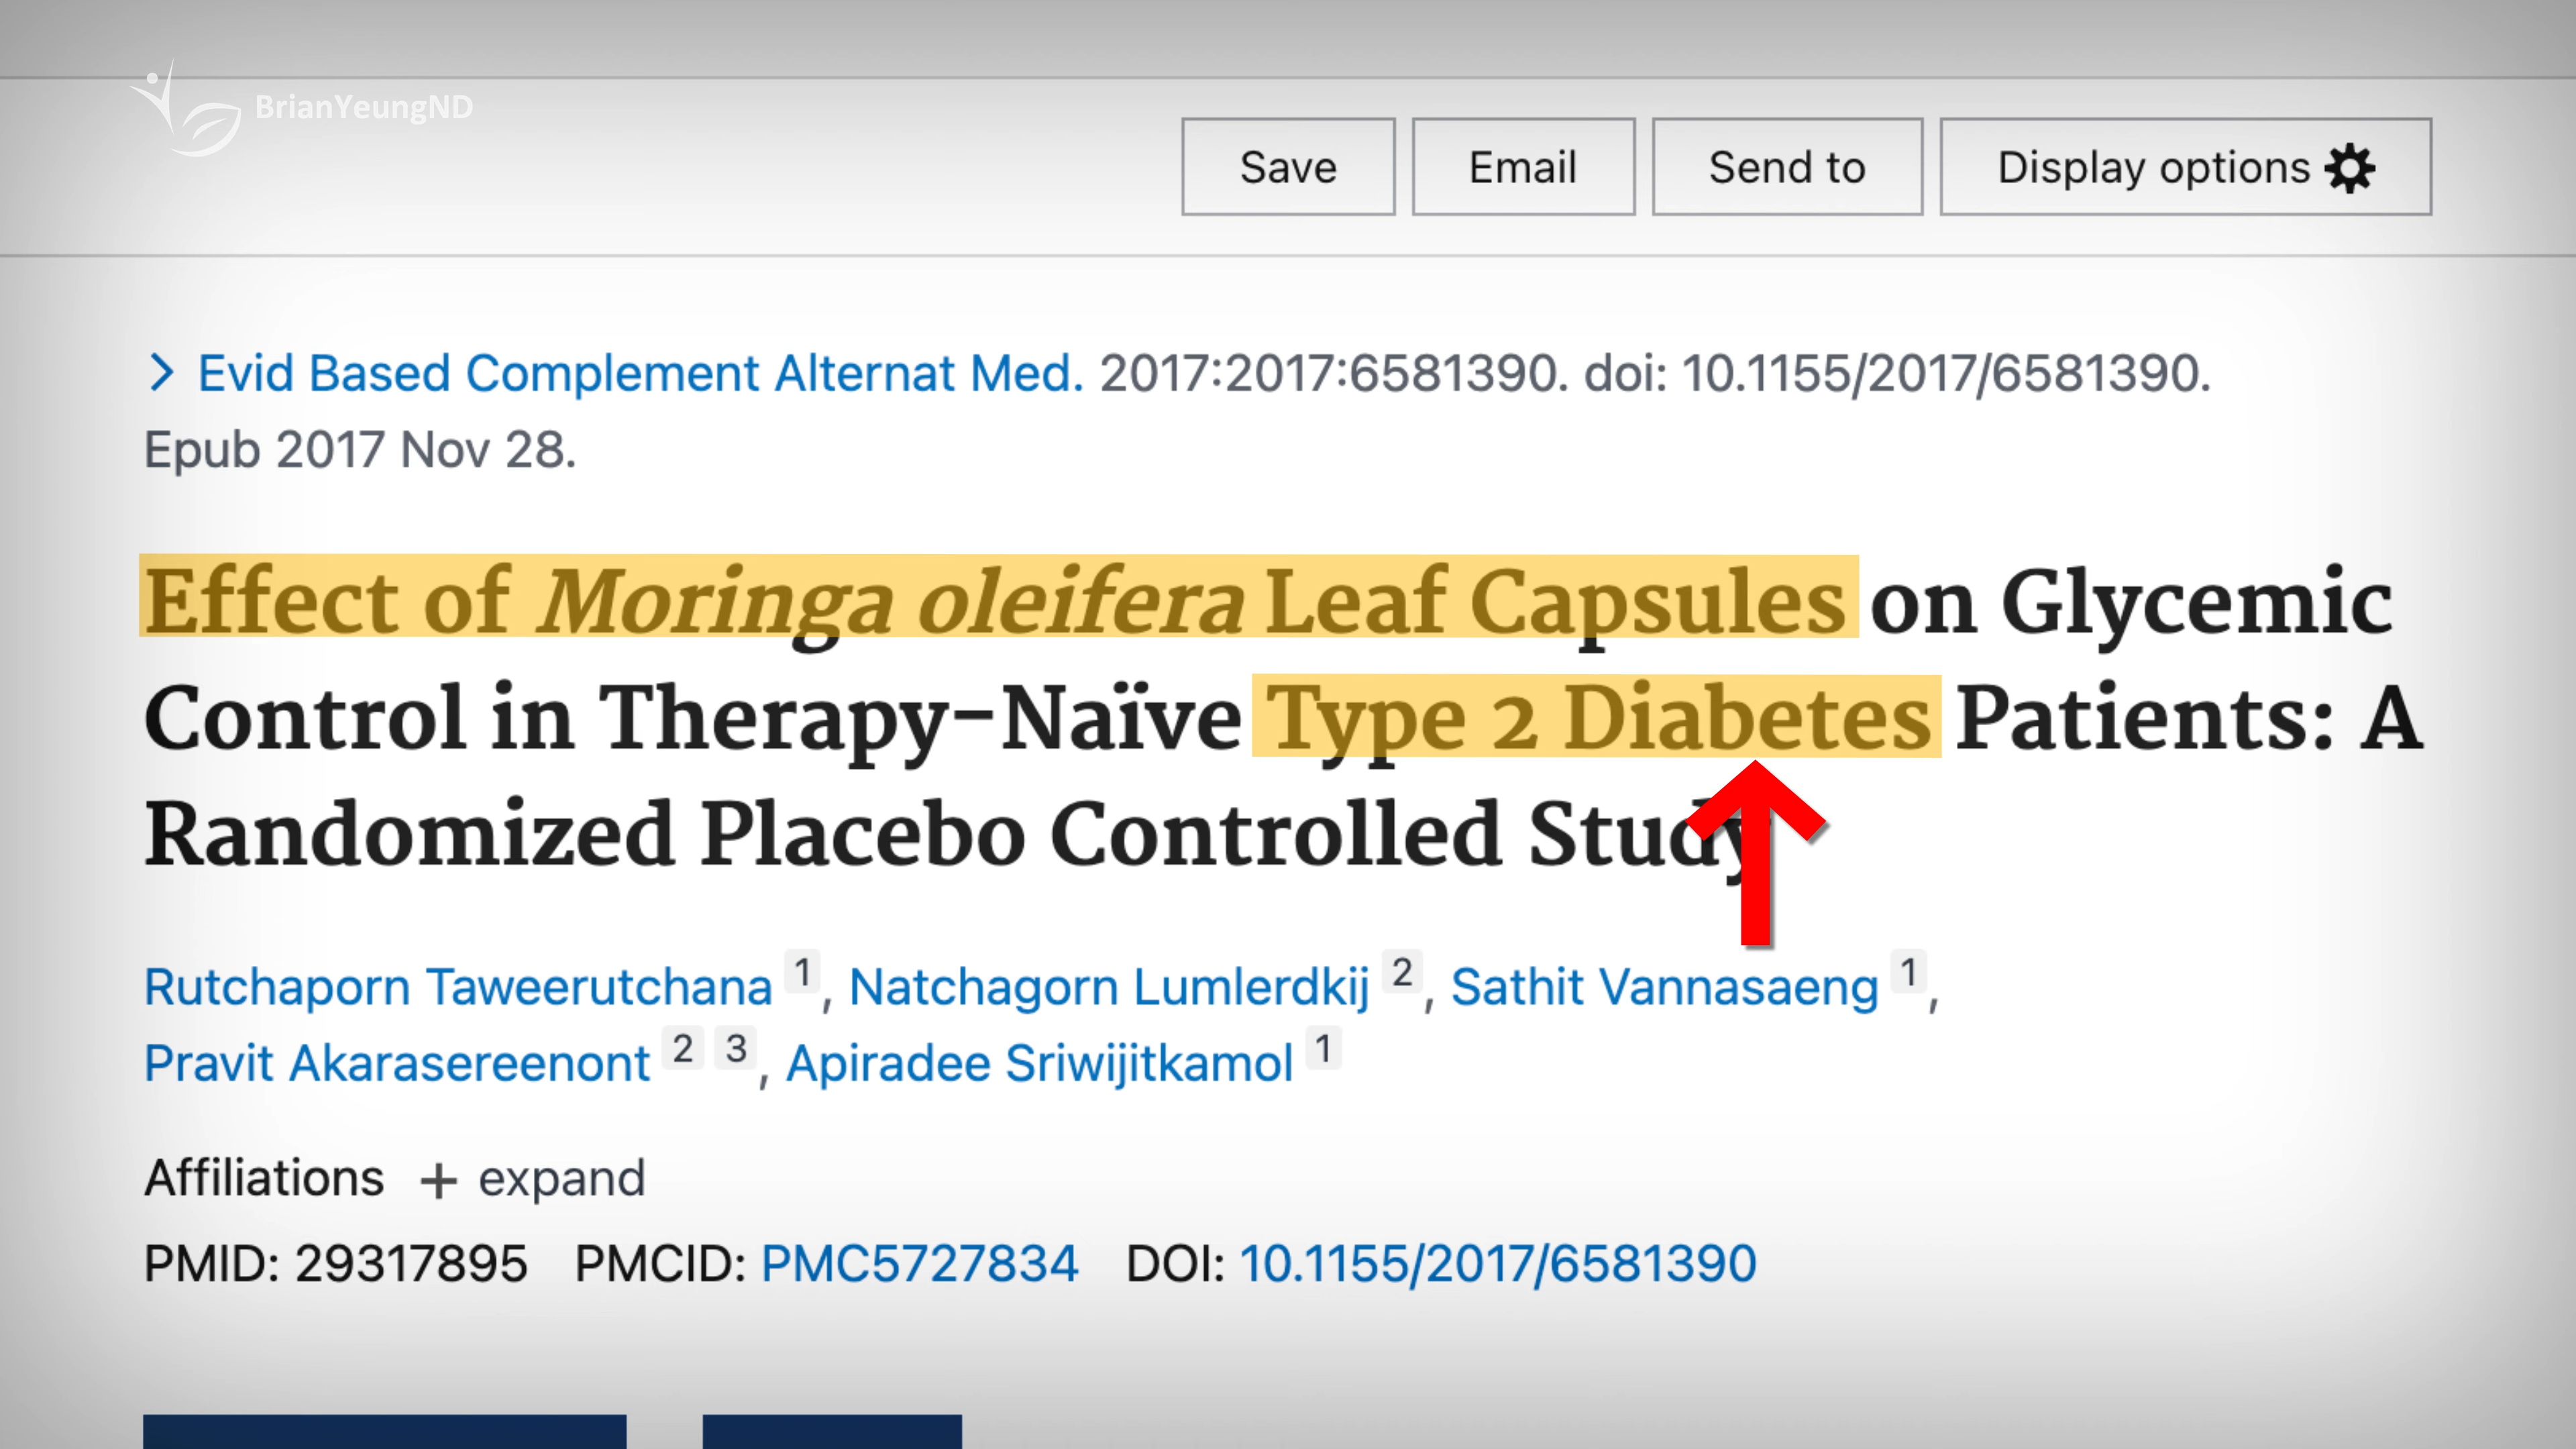 BrianYeungND
Save Email Send to Display options
Evid Based Complement Alternat Med. 2017:2017:6581390. doi: 10.1155/2017/6581390.
Epub 2017 Nov 28.
Effect of Moringa oleifera Leaf Capsules on Glycemic
Control in Therapy-Naïve Type 2 Diabetes Patients: A
Randomized Placebo Controlled Study
Rutchaporn Taweerutchana 1, Natchagorn Lumlerdkij 2, Sathit Vannasaeng 1,
Pravit Akarasereenont 2 3, Apiradee Sriwijitkamol 1
Affiliations + expand
PMID: 29317895 PMCID: PMC5727834 DOI: 10.1155/2017/6581390